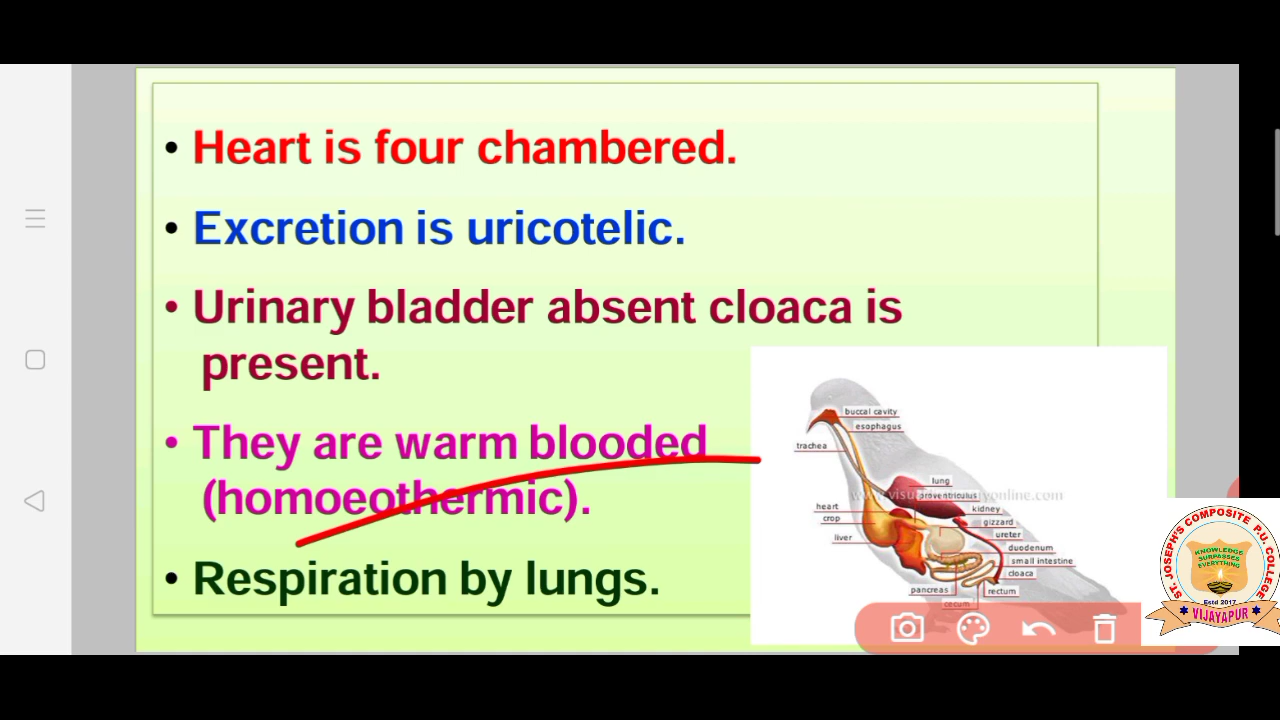 • Heart is four chambered.
• Excretion is uricotelic.
• Urinary bladder absent cloaca is
present.
• They are warm blooded
(homoeothermic).
• Respiration by lungs.
buccal cavity
esophagus
trachea
lung
proventriculus
heart
kidney
crop
gizzard
liver
ureter
duodenum
small intestine
cloaca
pancreas
rectum
cecum
ST. JOSEPH'S COMPOSITE P.U. COLLEGE
KNOWLEDGE
SURPASSES
EVERYTHING
Estd 2017
VIJAYAPUR